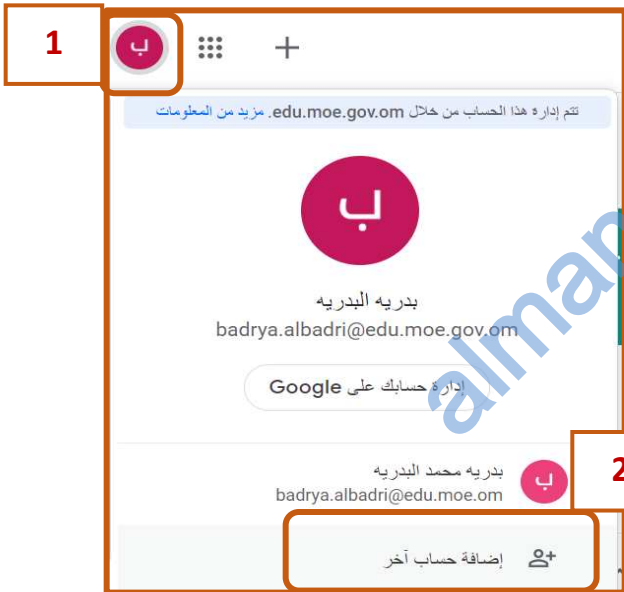 1
ب
تتم إدارة هذا الحساب من خلال edu.moe.gov.om. مزيد من المعلومات
ب
بدريه البدريه
badrya.albadri@edu.moe.gov.om
إدارة حسابك على Google
بدريه محمد البدريه
badrya.albadri@edu.moe.om
ب
2
إضافة حساب آخر